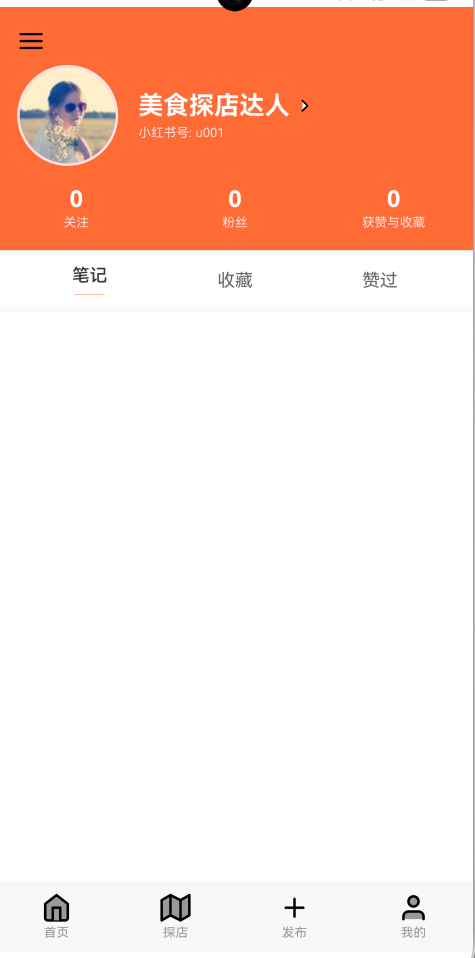 美食探店达人
小红书号: u001
0 0 0
关注 粉丝 获赞与收藏
笔记 收藏 赞过
首页 探店 发布 我的